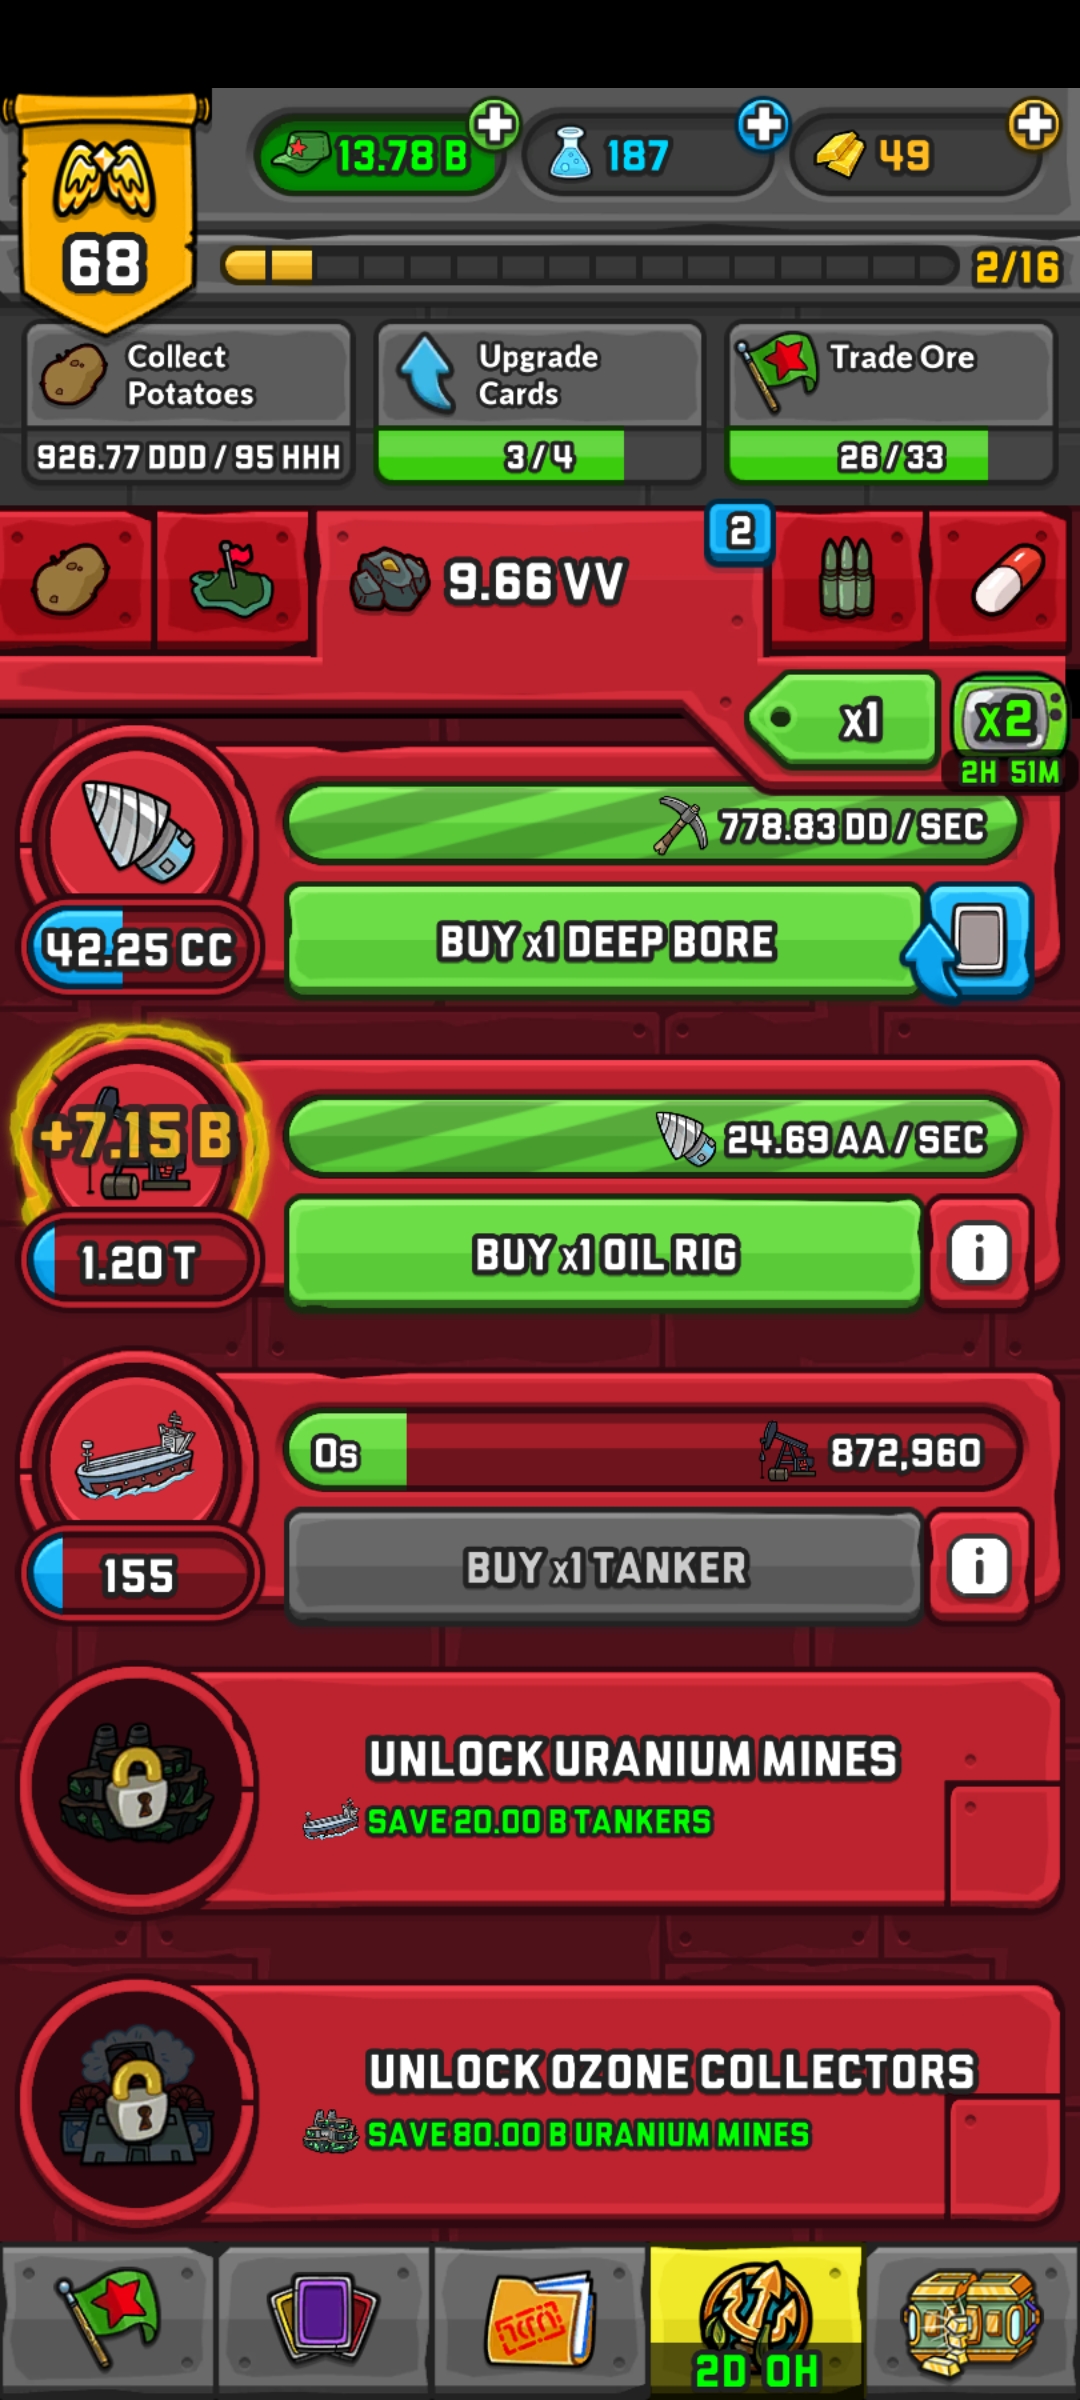 13.78 B
187
49
68
2/16
Collect
Potatoes
Upgrade
Cards
Trade Ore
926.77 DDD / 95 HHH
3/4
26/33
9.66 VV
2
x1
x2
2H 51M
778.83 DD / SEC
42.25 CC
BUY x1 DEEP BORE
+7.15 B
24.69 AA / SEC
1.20 T
BUY x1 OIL RIG
i
0s
872,960
155
BUY x1 TANKER
i
UNLOCK URANIUM MINES
SAVE 20.00 B TANKERS
UNLOCK OZONE COLLECTORS
SAVE 80.00 B URANIUM MINES
2D 0H